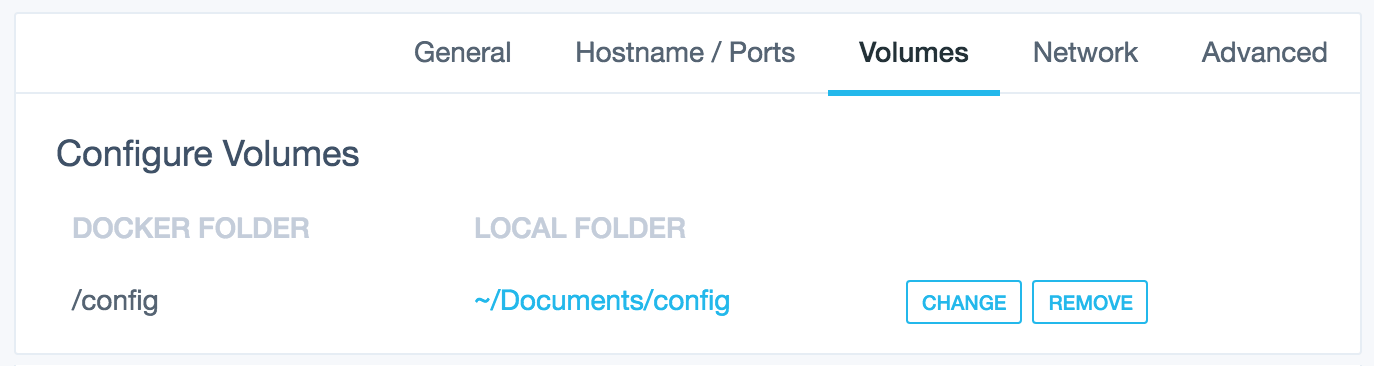 General Hostname / Ports Volumes Network Advanced
Configure Volumes
DOCKER FOLDER LOCAL FOLDER
/config ~/Documents/config CHANGE REMOVE